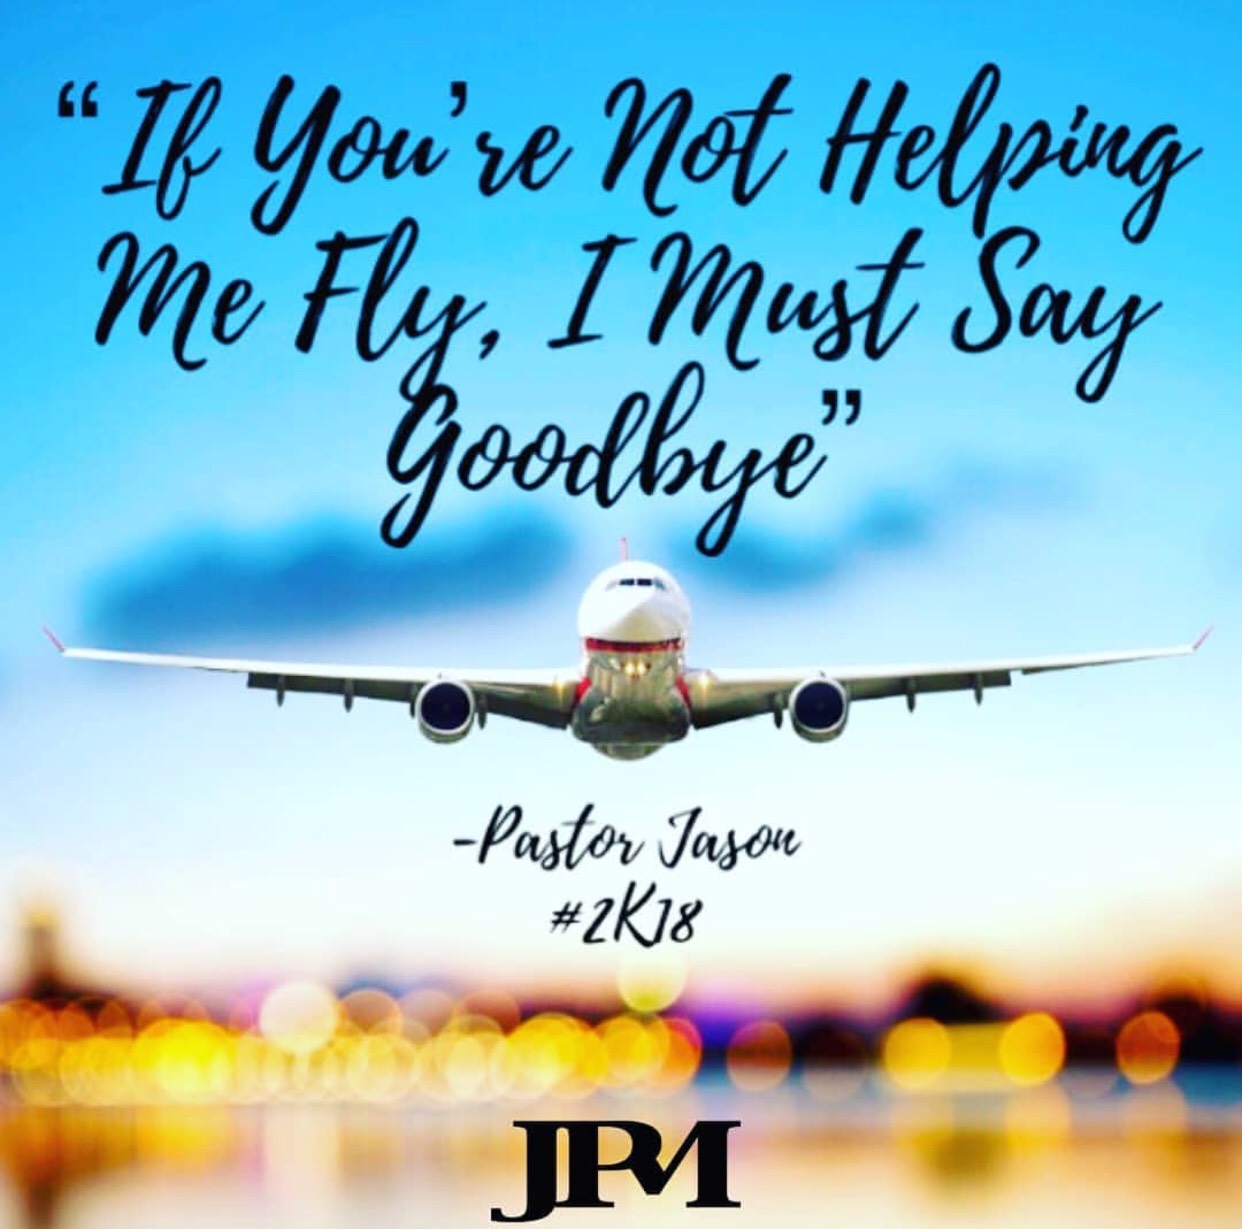 “If You’re Not Helping
Me Fly, I Must Say
Goodbye”
-Pastor Jason
#2K18
JPM